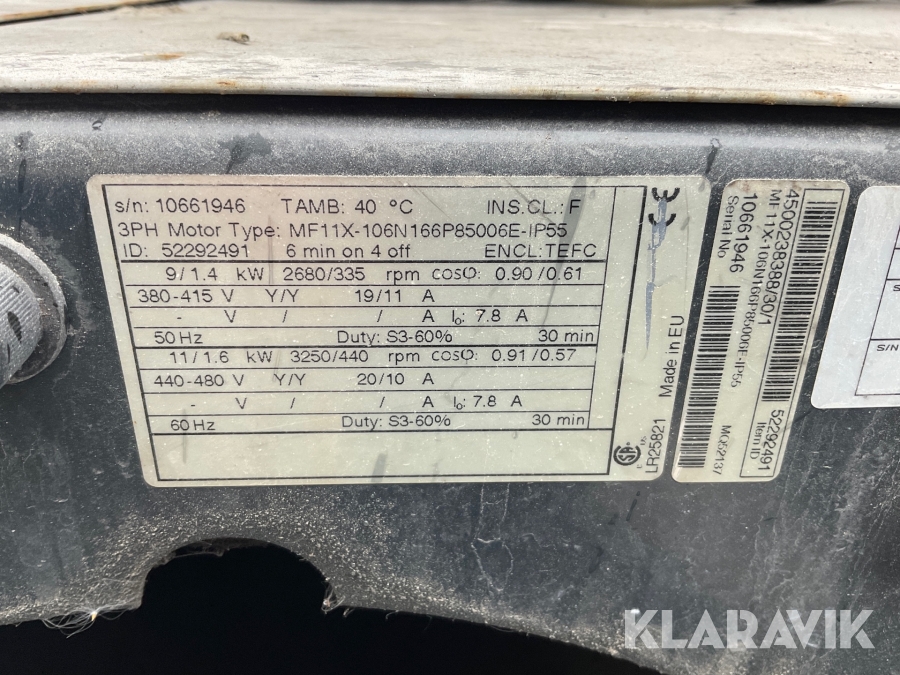 s/n: 10661946 TAMB: 40 °C INS.CL.: F
3PH Motor Type: MF11X-106N166P85006E-IP55
ID: 52292491 6 min on 4 off ENCL:TEFC
9/1.4 kW 2680/335 rpm cosϕ: 0.90/0.61
380-415 V Y/Y 19/11 A
- V / / A I₀: 7.8 A
50 Hz Duty: S3-60% 30 min
11/1.6 kW 3250/440 rpm cosϕ: 0.91/0.57
440-480 V Y/Y 20/10 A
- V / / A I₀: 7.8 A
60 Hz Duty: S3-60% 30 min
CE
Made in EU
LR25821
4500238388/30/1
MF11X-106N166P85006E-IP55
10661946
Serial No
52292491
Item ID
MQ52137
S/N
KLARAVIK